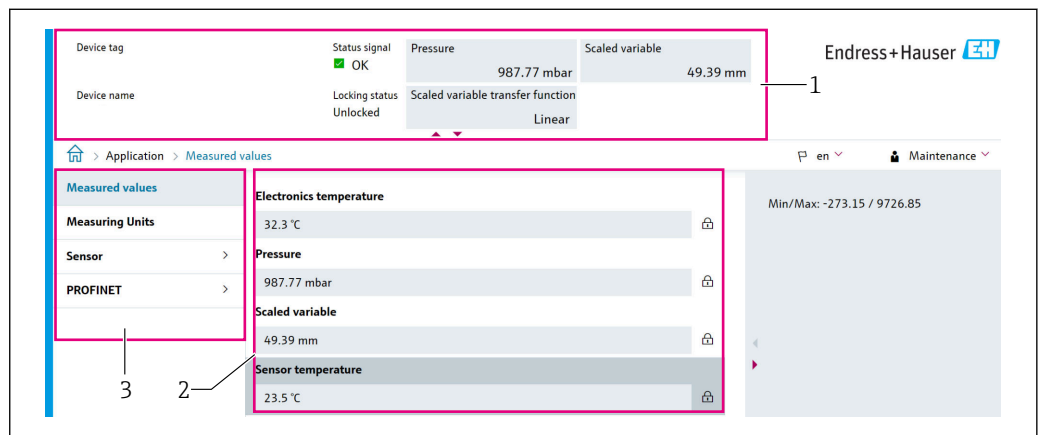 Device tag
Status signal
OK
Pressure
987.77 mbar
Scaled variable
49.39 mm
Endress+Hauser EH
1
Device name
Locking status
Unlocked
Scaled variable transfer function
Linear
> Application > Measured values
en
Maintenance
Measured values
Measuring Units
Sensor >
PROFINET >
3
2
Electronics temperature
32.3 °C
Pressure
987.77 mbar
Scaled variable
49.39 mm
Sensor temperature
23.5 °C
Min/Max: -273.15 / 9726.85